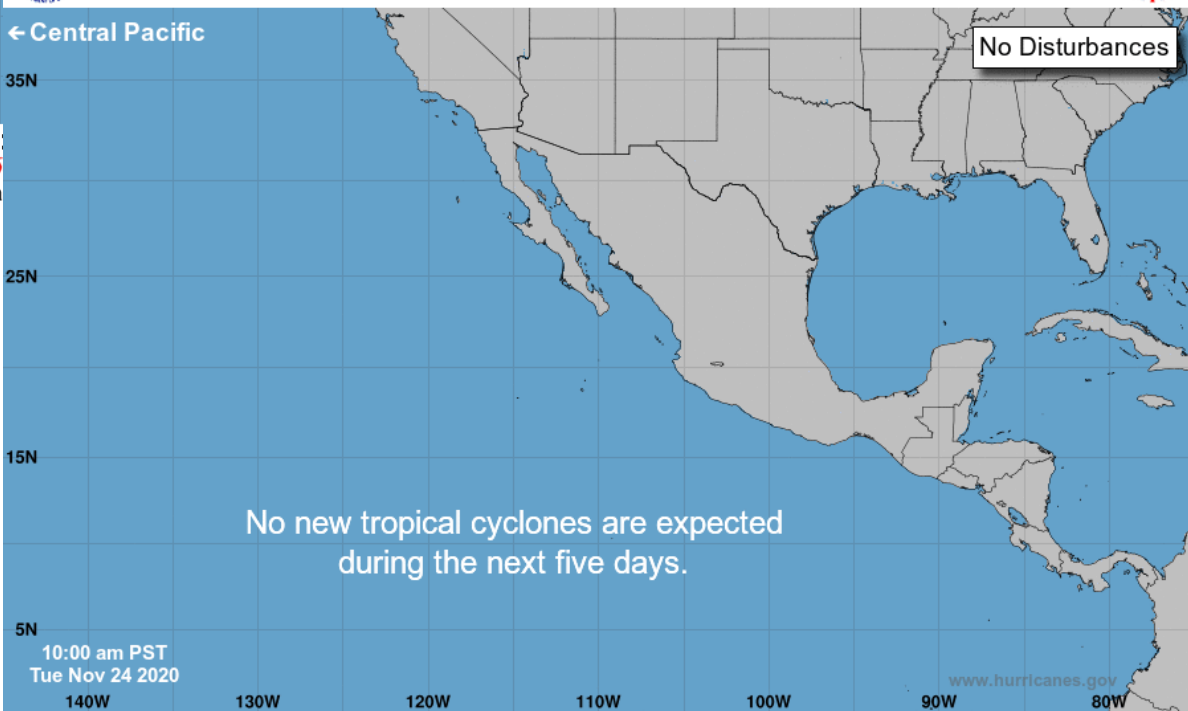 ← Central Pacific
No Disturbances
35N
25N
15N
No new tropical cyclones are expected
during the next five days.
5N
10:00 am PST
Tue Nov 24 2020
www.hurricanes.gov
140W 130W 120W 110W 100W 90W 80W